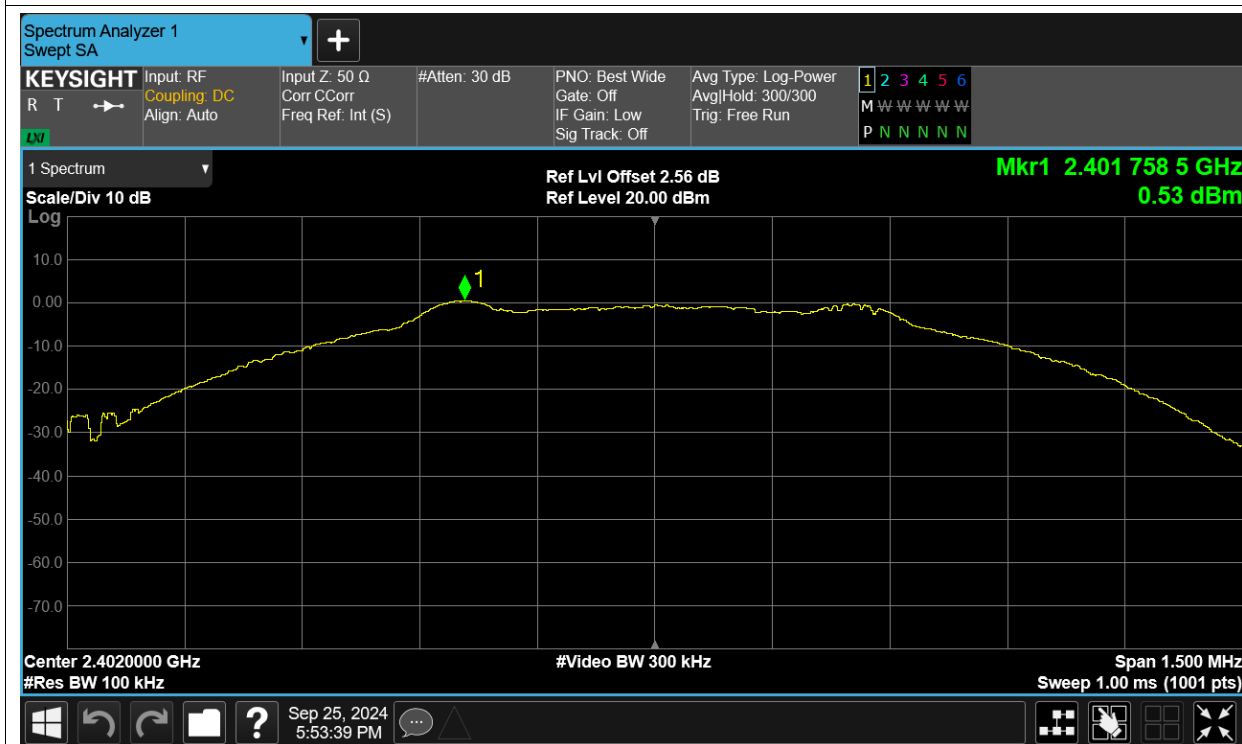 Spectrum Analyzer 1
Swept SA
KEYSIGHT
R T
LXI
Input: RF
Coupling: DC
Align: Auto
Input Z: 50 Ω
Corr CCorr
Freq Ref: Int (S)
#Atten: 30 dB
PNO: Best Wide
Gate: Off
IF Gain: Low
Sig Track: Off
Avg Type: Log-Power
Avg|Hold: 300/300
Trig: Free Run
1 2 3 4 5 6
M W W W W W
P N N N N N
1 Spectrum
Scale/Div 10 dB
Log
Ref Lvl Offset 2.56 dB
Ref Level 20.00 dBm
Mkr1 2.401 758 5 GHz
0.53 dBm
10.0
0.00
-10.0
-20.0
-30.0
-40.0
-50.0
-60.0
-70.0
1
Center 2.4020000 GHz
#Res BW 100 kHz
#Video BW 300 kHz
Span 1.500 MHz
Sweep 1.00 ms (1001 pts)
?
Sep 25, 2024
5:53:39 PM